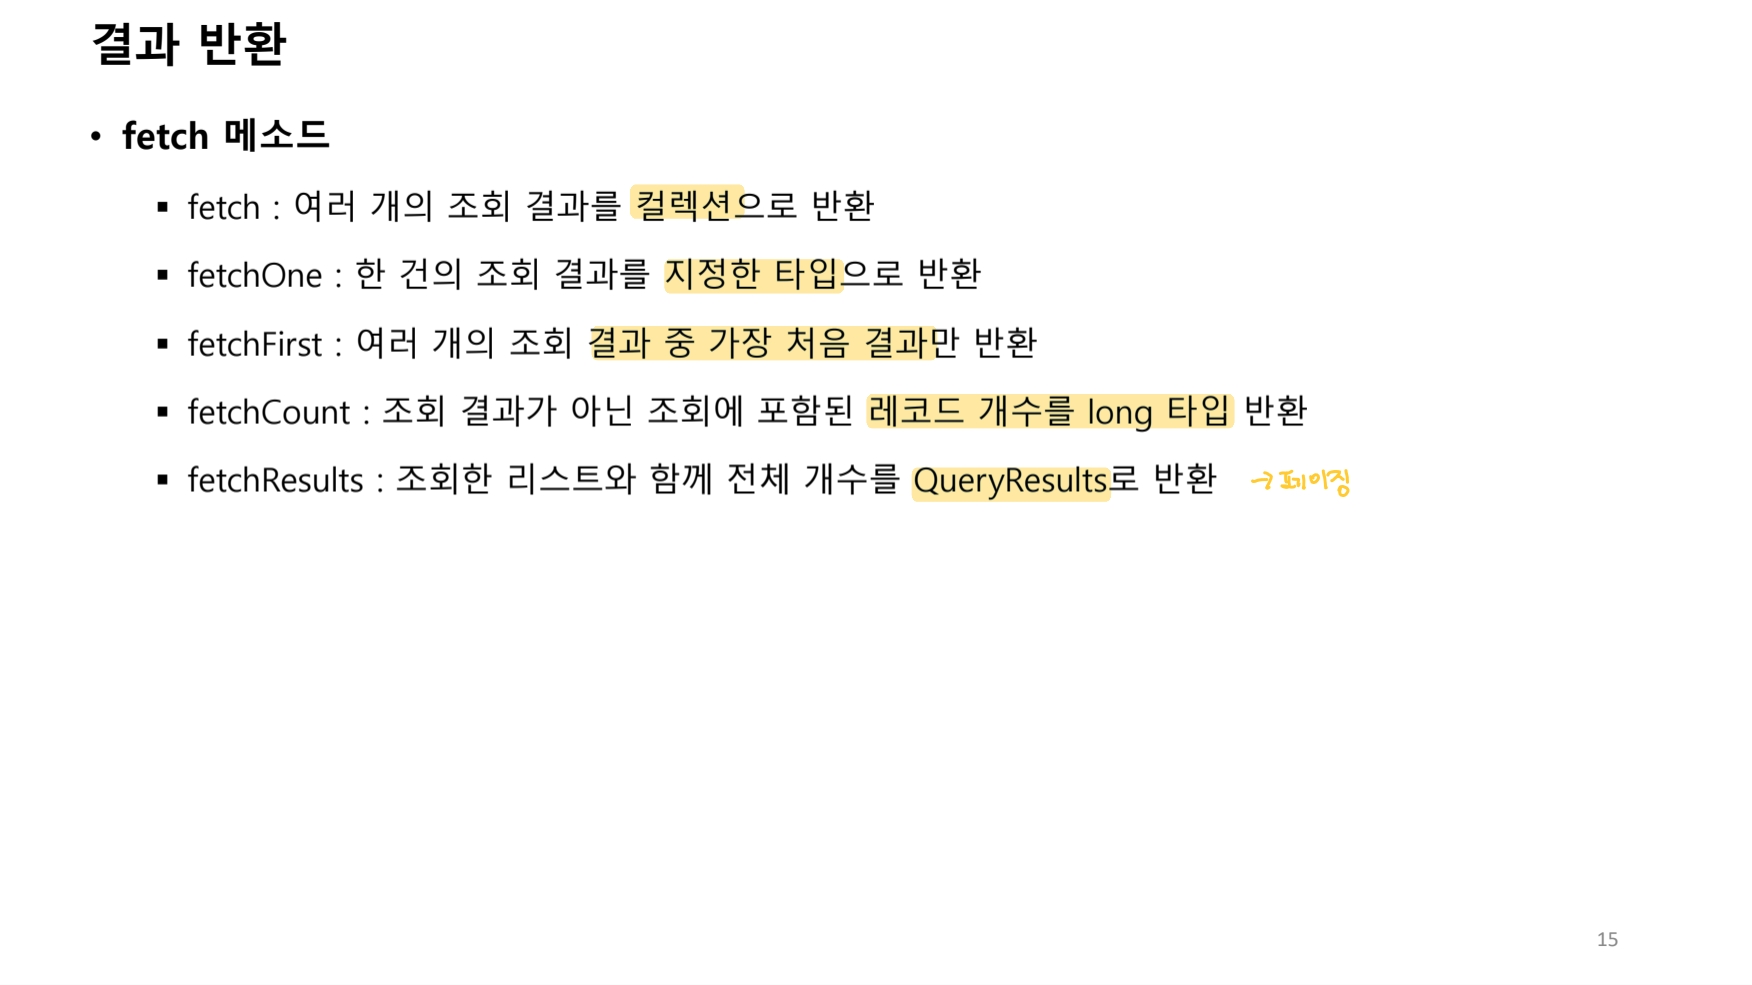 결과 반환
• fetch 메소드
▪ fetch : 여러 개의 조회 결과를 컬렉션으로 반환
▪ fetchOne : 한 건의 조회 결과를 지정한 타입으로 반환
▪ fetchFirst : 여러 개의 조회 결과 중 가장 처음 결과만 반환
▪ fetchCount : 조회 결과가 아닌 조회에 포함된 레코드 개수를 long 타입 반환
▪ fetchResults : 조회한 리스트와 함께 전체 개수를 QueryResults로 반환 → 페이징
15